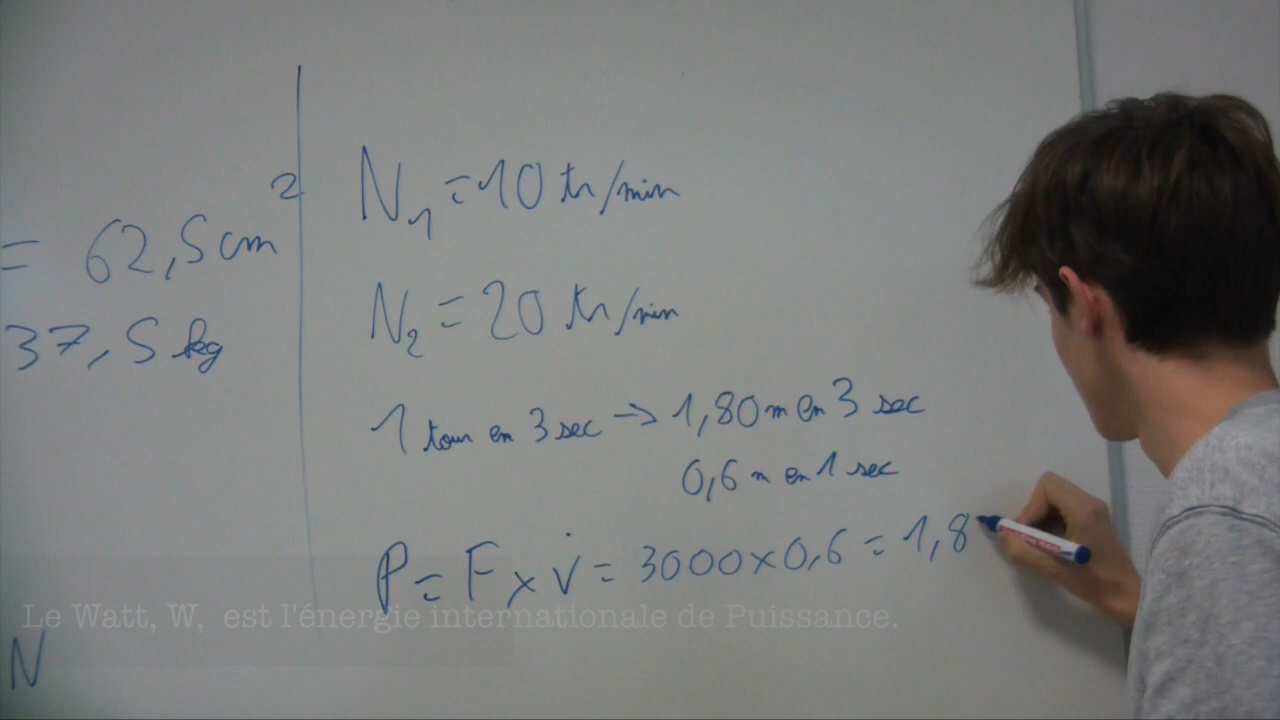 = 62,5 cm²
37,5 kg
N
N₁ = 10 tr/min
N₂ = 20 tr/min
1 tour en 3 sec → 1,80 m en 3 sec
0,6 m en 1 sec
P = F x v = 3000 x 0,6 = 1,8
Le Watt, W, est l'énergie internationale de Puissance.